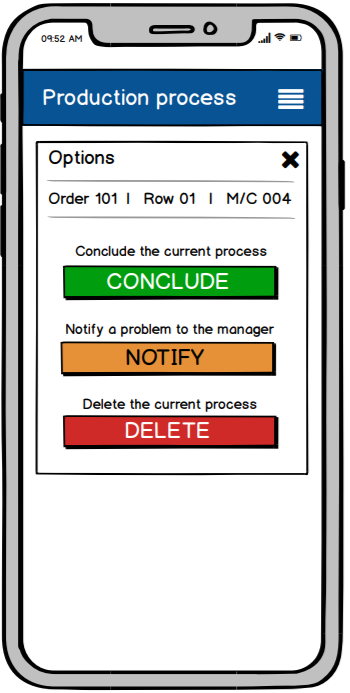 09:52 AM
Production process
Options
Order 101 | Row 01 | M/C 004
Conclude the current process
CONCLUDE
Notify a problem to the manager
NOTIFY
Delete the current process
DELETE